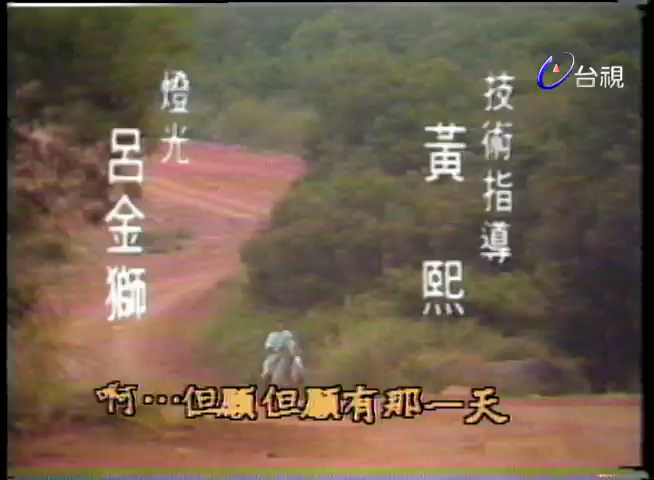 台視
技術指導
黃熙
燈光
呂金獅
啊…但願但願有那一天